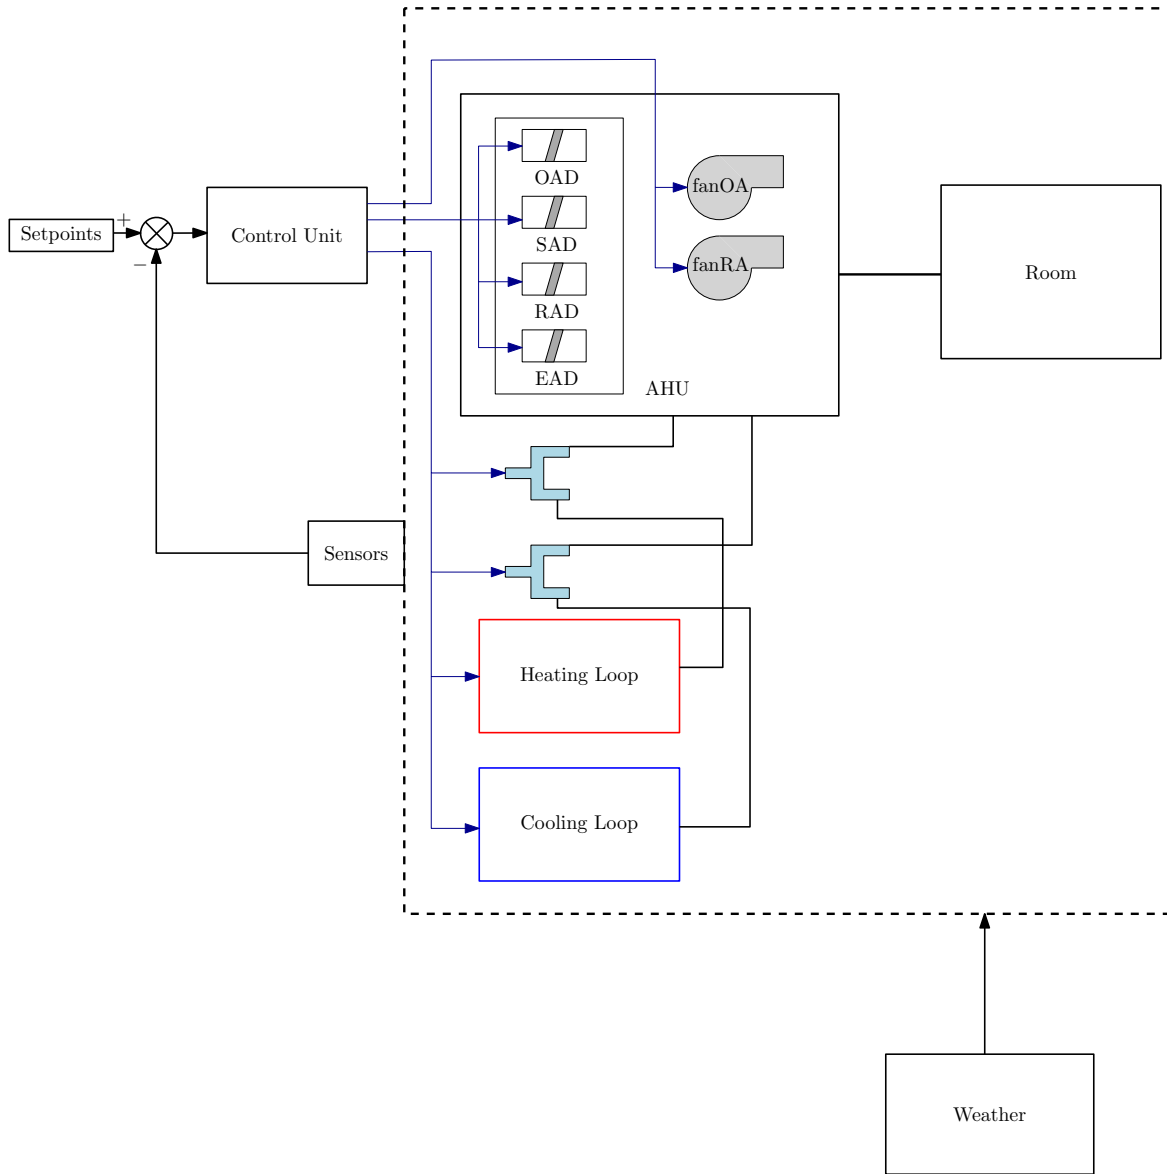 Setpoints
+
−
Control Unit
Sensors
OAD
SAD
RAD
EAD
fanOA
fanRA
AHU
Room
Heating Loop
Cooling Loop
Weather